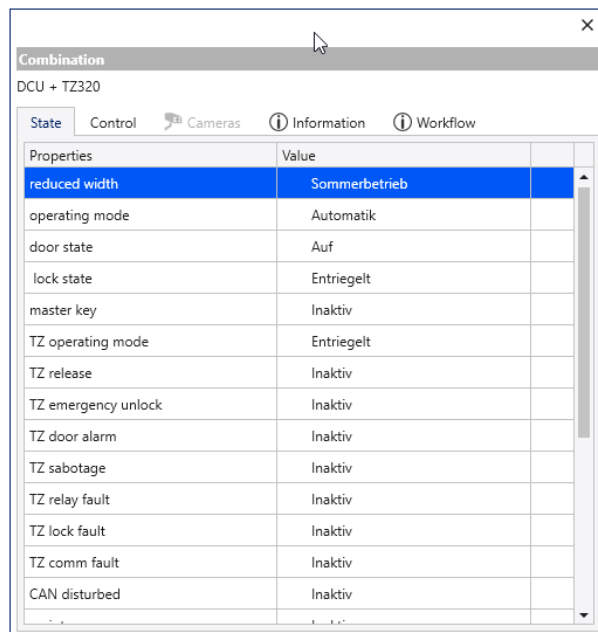 Combination
DCU + TZ320
State Control Cameras Information Workflow
Properties Value
reduced width Sommerbetrieb
operating mode Automatik
door state Auf
lock state Entriegelt
master key Inaktiv
TZ operating mode Entriegelt
TZ release Inaktiv
TZ emergency unlock Inaktiv
TZ door alarm Inaktiv
TZ sabotage Inaktiv
TZ relay fault Inaktiv
TZ lock fault Inaktiv
TZ comm fault Inaktiv
CAN disturbed Inaktiv